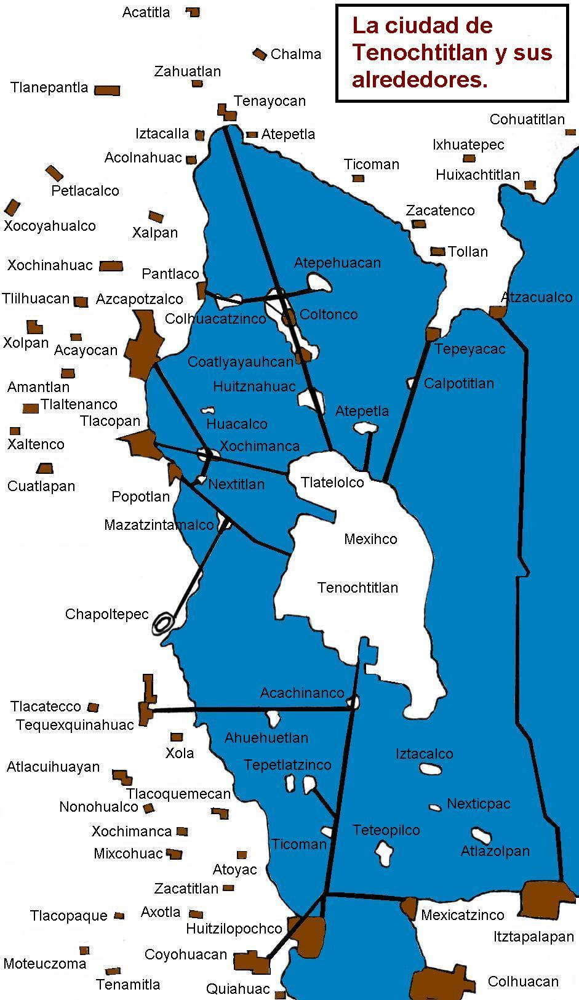 La ciudad de
Tenochtitlan y sus
alrededores.
Acatitla
Chalma
Zahuatlan
Tlanepantla
Tenayocan
Cohuatitlan
Iztacalla
Atepetla
Ixhuatepec
Acolnahuac
Ticoman
Huixachtitlan
Petlacalco
Zacatenco
Xocoyahualco
Xalpan
Tollan
Atepehuacan
Xochinahuac
Pantlaco
Tlilhuacan
Azcapotzalco
Atzacualco
Colhuacatzinco
Coltonco
Xolpan
Acayocan
Tepeyacac
Coatlyayauhcan
Amantlan
Huitznahuac
Calpotitlan
Tlaltenanco
Atepetla
Tlacopan
Huacalco
Xaltenco
Xochimanca
Cuatlapan
Nextitlan
Tlatelolco
Popotlan
Mazatzintamalco
Mexihco
Tenochtitlan
Chapoltepec
Acachinanco
Tlacatecco
Tequexquinahuac
Ahuehuetlan
Xola
Iztacalco
Atlacuihuayan
Tepetlatzinco
Tlacoquemecan
Nonohualco
Nexticpac
Xochimanca
Teteopilco
Ticoman
Mixcohuac
Atlazolpan
Atoyac
Zacatitlan
Tlacopaque
Axotla
Mexicatzinco
Huitzilopochco
Itztapalapan
Coyohuacan
Moteuczoma
Tenamitla
Quiahuac
Colhuacan